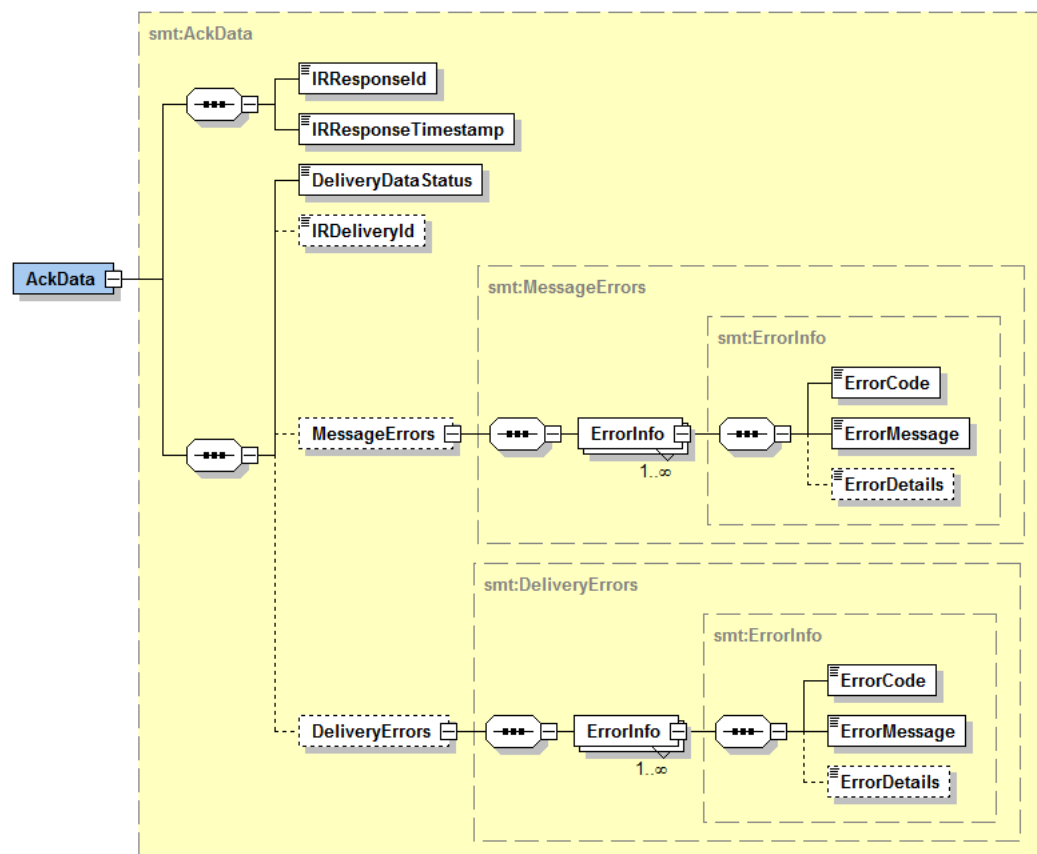 smt:AckData
IRResponseId
IRResponseTimestamp
DeliveryDataStatus
IRDeliveryId
AckData
smt:MessageErrors
smt:ErrorInfo
ErrorCode
MessageErrors
ErrorInfo
ErrorMessage
1..∞
ErrorDetails
smt:DeliveryErrors
smt:ErrorInfo
ErrorCode
DeliveryErrors
ErrorInfo
ErrorMessage
1..∞
ErrorDetails